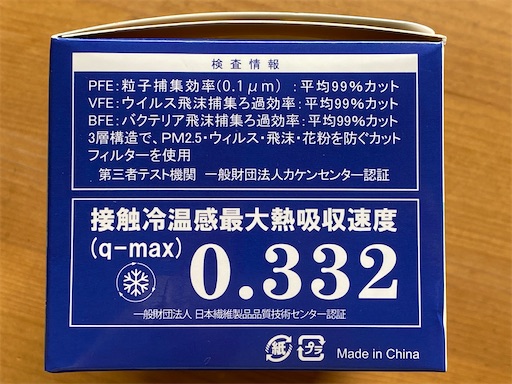 検査情報
PFE:粒子捕集効率(0.1μm) :平均99%カット
VFE:ウイルス飛沫捕集ろ過効率:平均99%カット
BFE:バクテリア飛沫捕集ろ過効率:平均99%カット
3層構造で、PM2.5・ウィルス・飛沫・花粉を防ぐカット
フィルターを使用
第三者テスト機関 一般財団法人カケンセンター認証
接触冷温感最大熱吸収速度
(q-max)
0.332
一般財団法人 日本繊維製品品質技術センター認証
紙 プラ Made in China